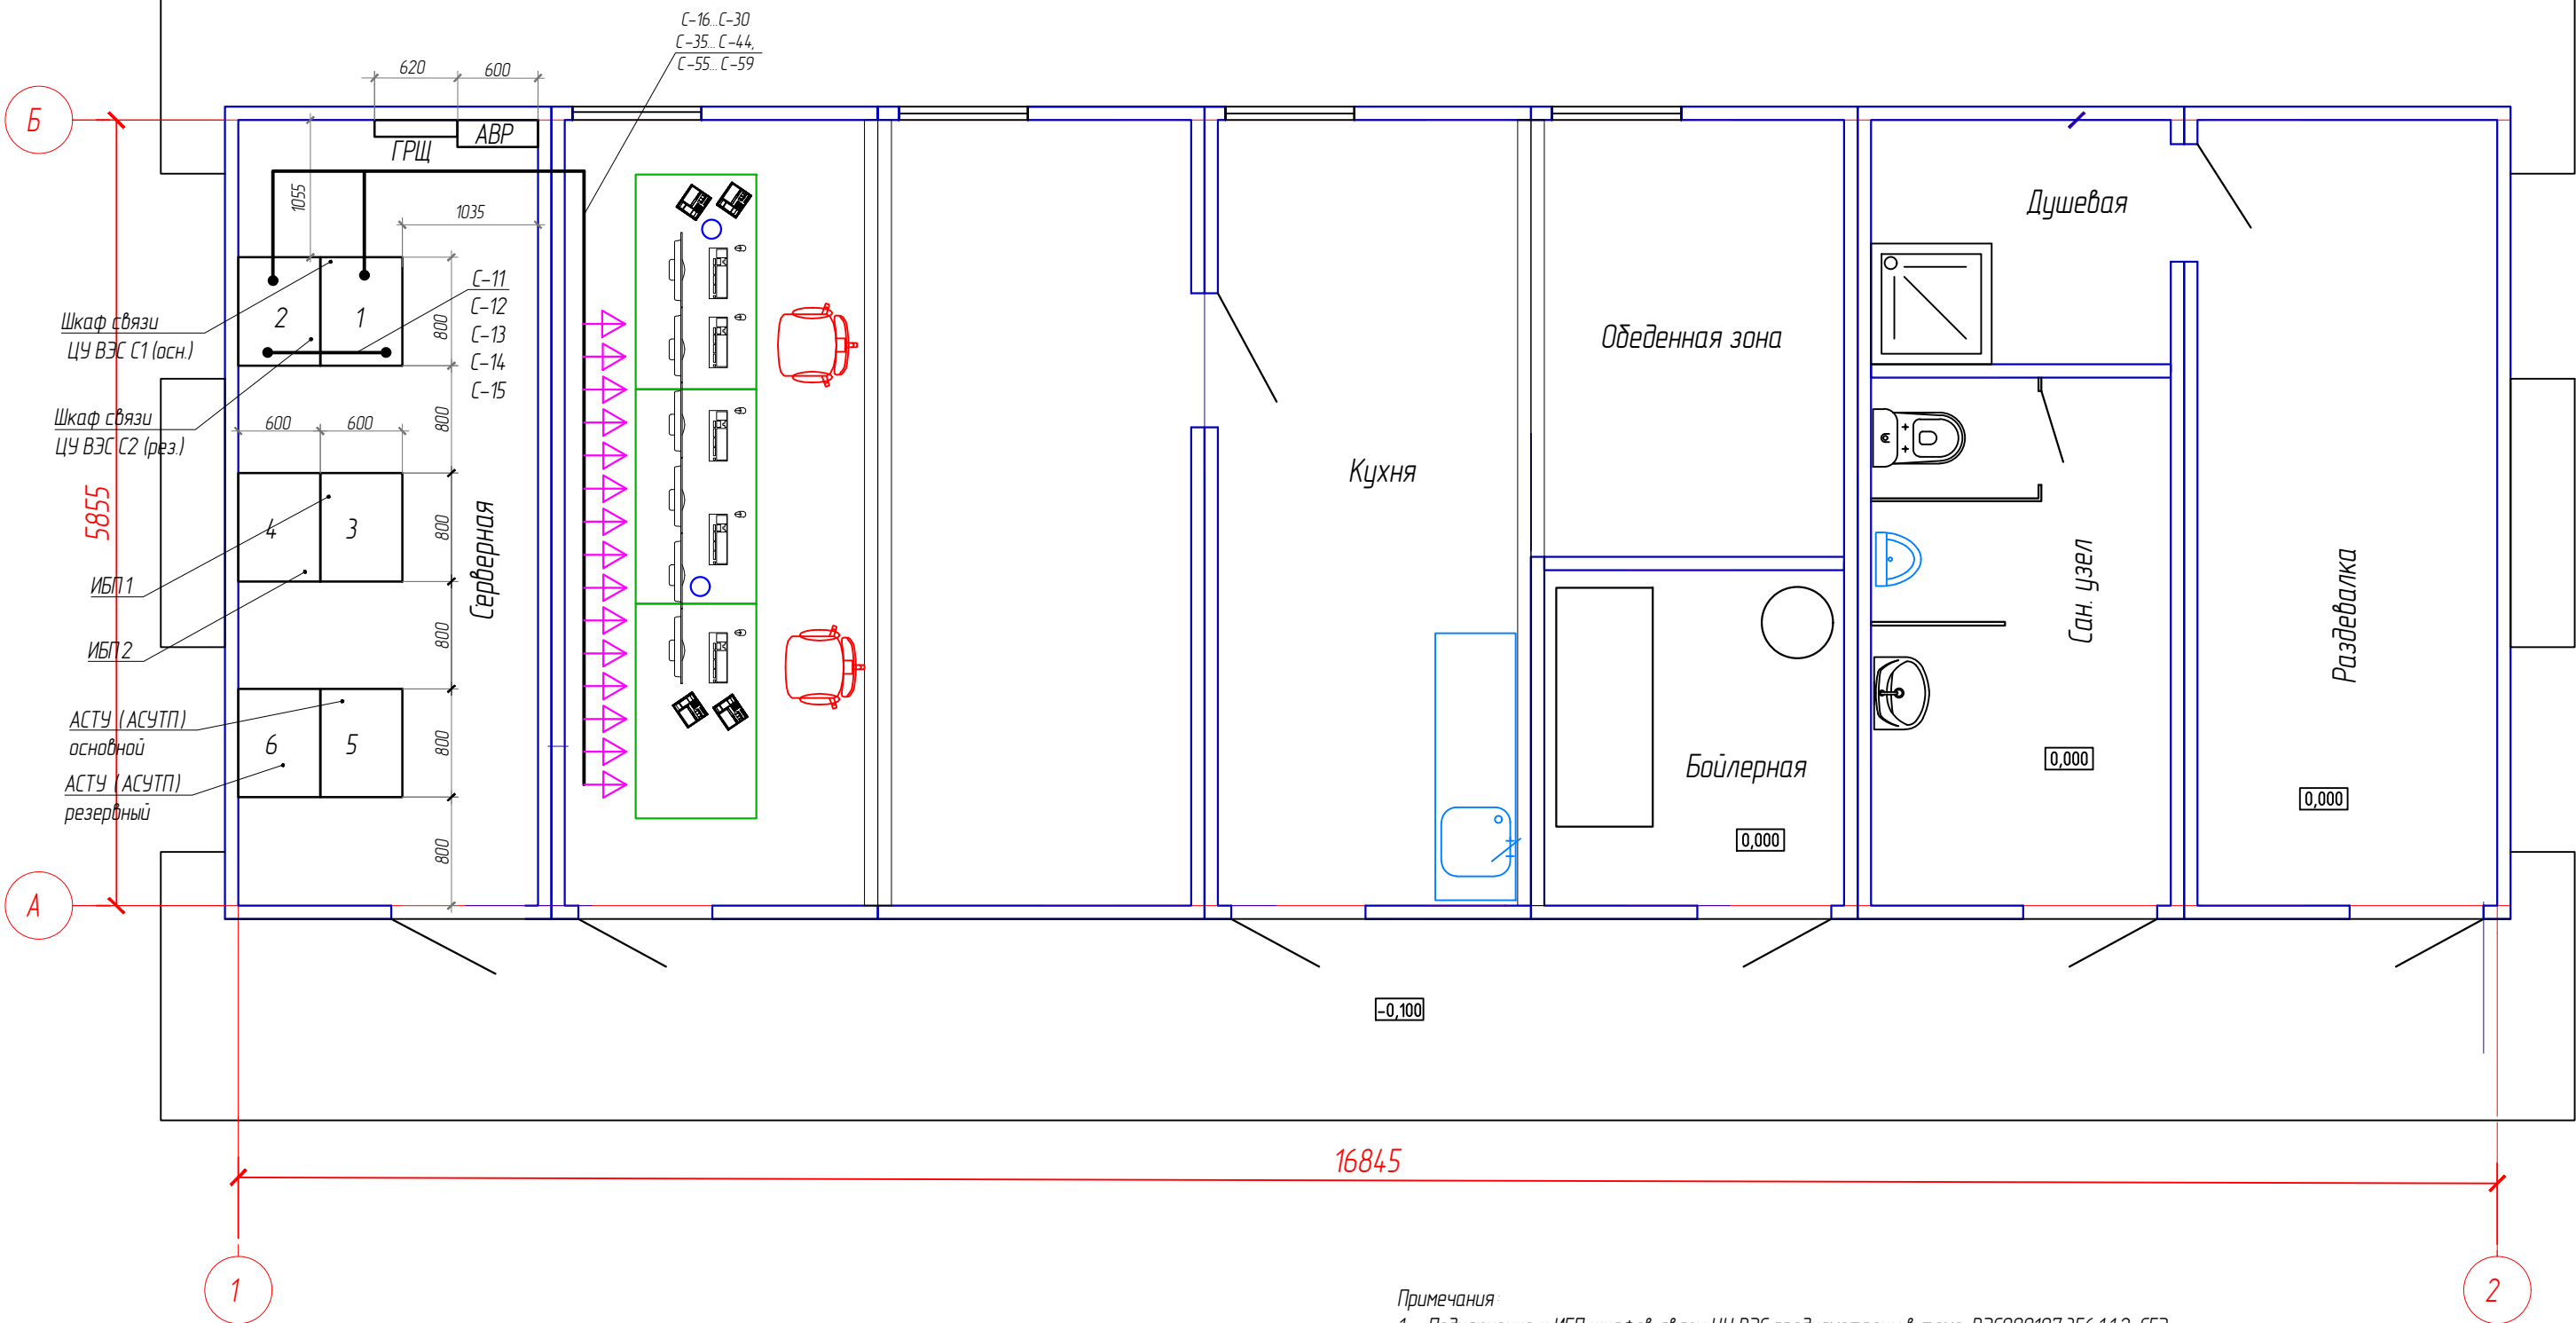 С-16...С-30
С-35... С-44,
С-55... С-59
620
600
Б
ГРЩ
АВР
1055
1035
Душевая
2
1
800
С-11
С-12
С-13
С-14
С-15
Шкаф связи
ЦУ ВЭС С1 (осн.)
Обеденная зона
Шкаф связи
ЦУ ВЭС С2 (рез.)
600
600
800
Кухня
5855
4
3
800
Серверная
ИБП 1
ИБП 2
800
Сан. узел
Раздевалка
АСТУ (АСУТП)
основной
6
5
800
АСТУ (АСУТП)
резервный
Бойлерная
0,000
0,000
0,000
800
А
-0,100
16845
1
2
Примечания: